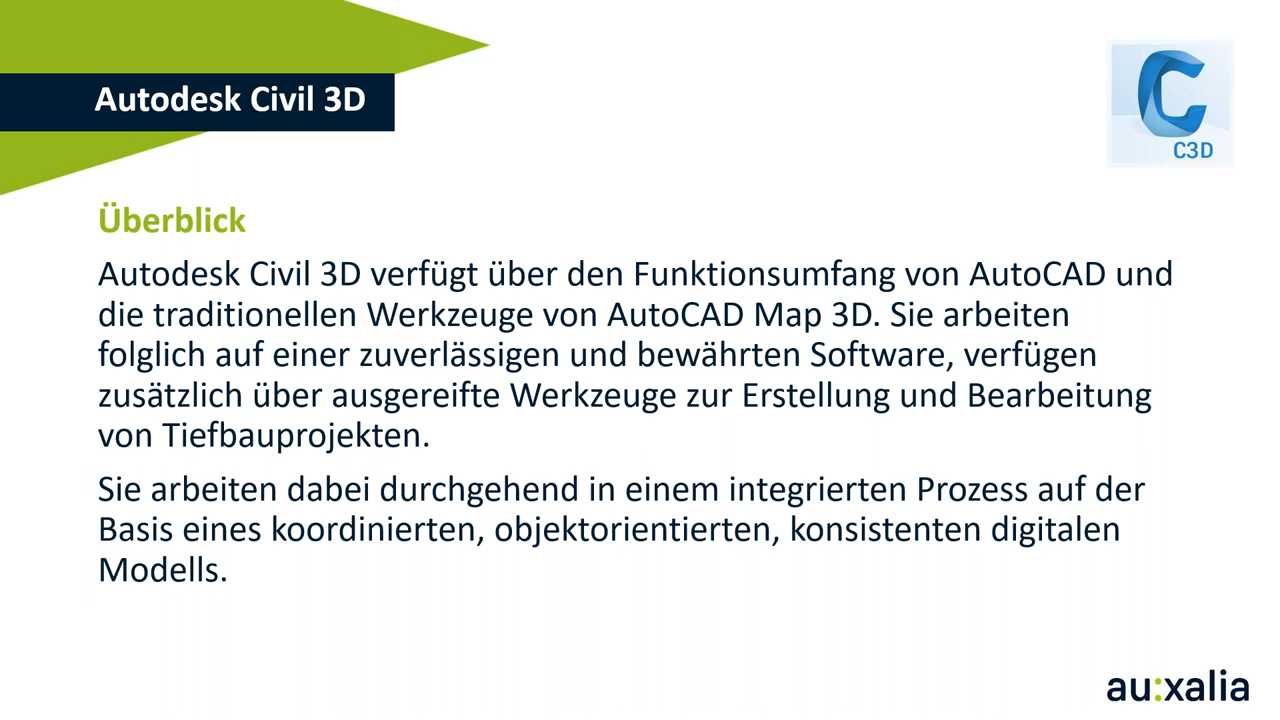 Autodesk Civil 3D
C3D
Überblick
Autodesk Civil 3D verfügt über den Funktionsumfang von AutoCAD und
die traditionellen Werkzeuge von AutoCAD Map 3D. Sie arbeiten
folglich auf einer zuverlässigen und bewährten Software, verfügen
zusätzlich über ausgereifte Werkzeuge zur Erstellung und Bearbeitung
von Tiefbauprojekten.
Sie arbeiten dabei durchgehend in einem integrierten Prozess auf der
Basis eines koordinierten, objektorientierten, konsistenten digitalen
Modells.
au:xalia